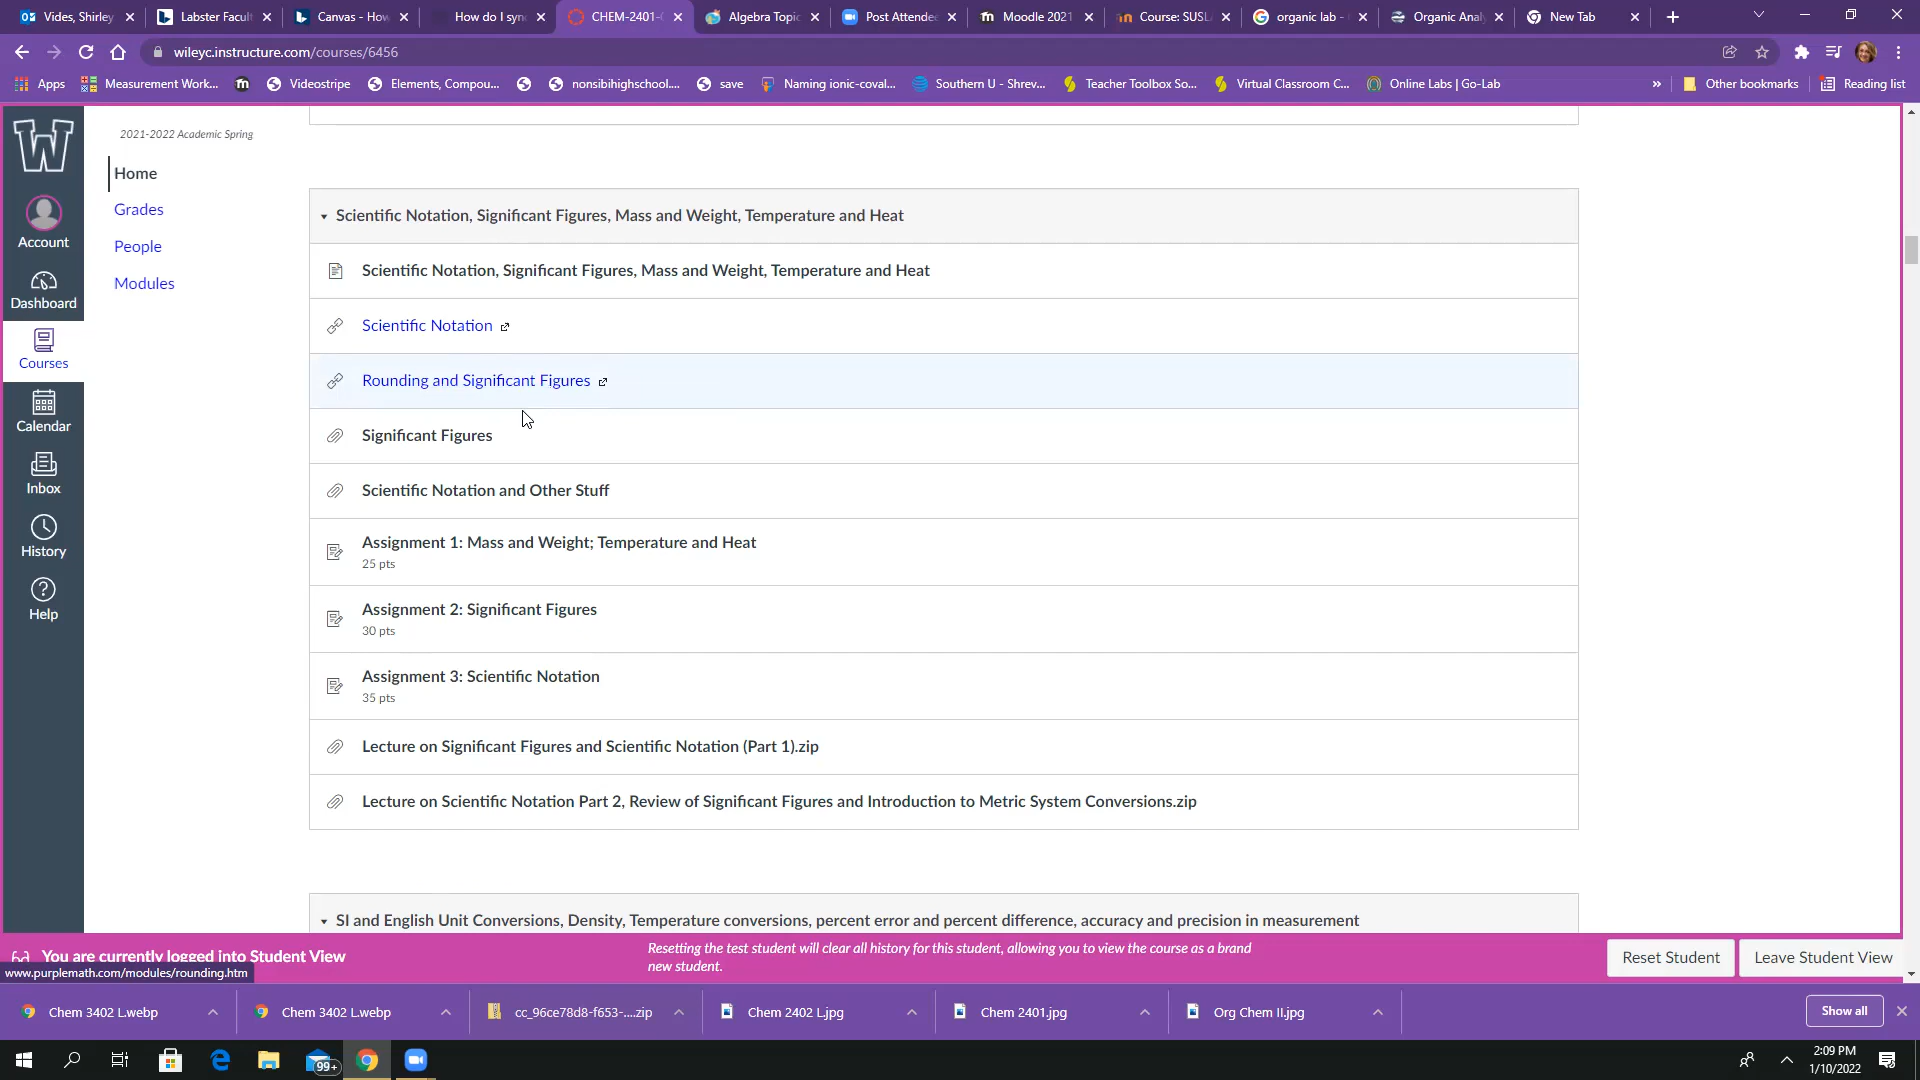 Vides, Shirley
Labster Facul
Canvas - How
How do I syn
CHEM-2401-
Algebra Topic
Post Attende
Moodle 2021
Course: SUSL
organic lab -
Organic Anal
New Tab
wileyc.instructure.com/courses/6456
Apps
Measurement Work...
Videostripe
Elements, Compou...
nonsibihighschool....
save
Naming ionic-coval...
Southern U - Shrev...
Teacher Toolbox So...
Virtual Classroom C...
Online Labs | Go-Lab
»
Other bookmarks
Reading list
W
Account
Dashboard
Courses
Calendar
Inbox
History
Help
2021-2022 Academic Spring
Home
Grades
People
Modules
Scientific Notation, Significant Figures, Mass and Weight, Temperature and Heat
Scientific Notation, Significant Figures, Mass and Weight, Temperature and Heat
Scientific Notation
Rounding and Significant Figures
Significant Figures
Scientific Notation and Other Stuff
Assignment 1: Mass and Weight; Temperature and Heat
25 pts
Assignment 2: Significant Figures
30 pts
Assignment 3: Scientific Notation
35 pts
Lecture on Significant Figures and Scientific Notation (Part 1).zip
Lecture on Scientific Notation Part 2, Review of Significant Figures and Introduction to Metric System Conversions.zip
SI and English Unit Conversions, Density, Temperature conversions, percent error and percent difference, accuracy and precision in measurement
You are currently logged into Student View
Resetting the test student will clear all history for this student, allowing you to view the course as a brand
new student.
Reset Student
Leave Student View
www.purplemath.com/modules/rounding.htm
Chem 3402 L.webp
Chem 3402 L.webp
cc_96ce78d8-f653-....zip
Chem 2402 L.jpg
Chem 2401.jpg
Org Chem II.jpg
Show all
99+
2:09 PM
1/10/2022